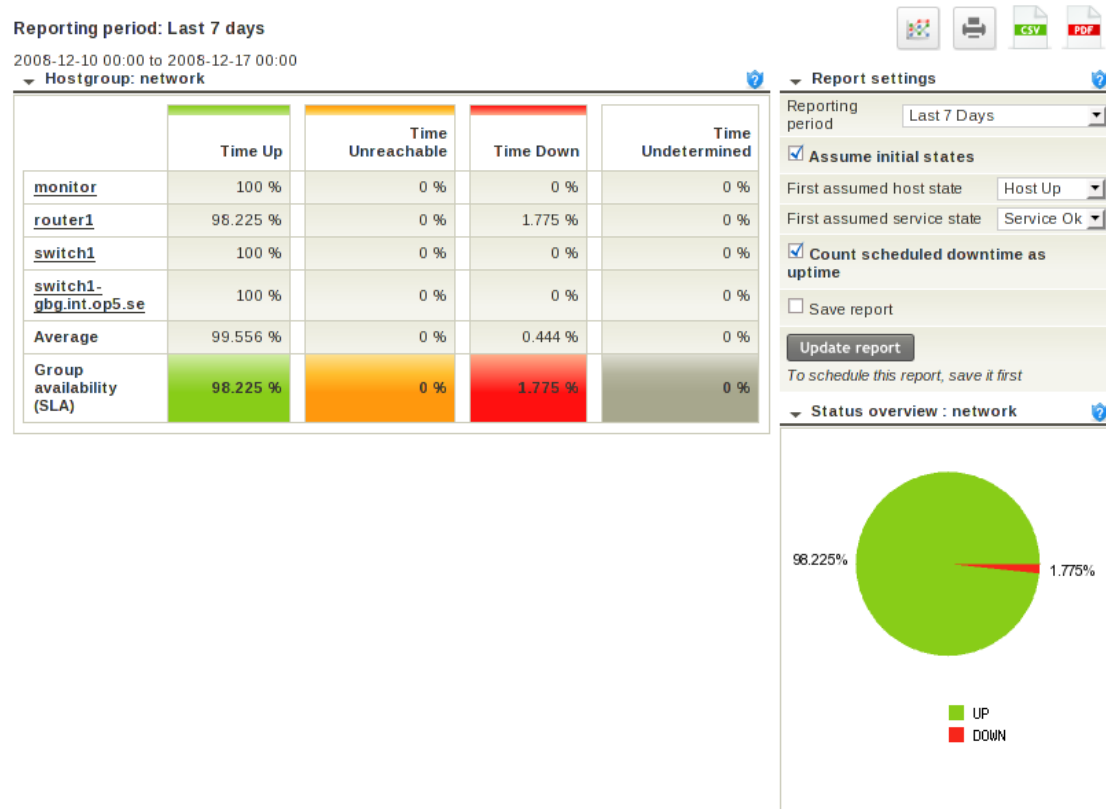 Reporting period: Last 7 days
CSV
PDF
2008-12-10 00:00 to 2008-12-17 00:00
Hostgroup: network
Time Up
Time
Unreachable
Time Down
Time
Undetermined
monitor 100 % 0 % 0 % 0 %
router1 98.225 % 0 % 1.775 % 0 %
switch1 100 % 0 % 0 % 0 %
switch1-
gbg.int.op5.se 100 % 0 % 0 % 0 %
Average 99.556 % 0 % 0.444 % 0 %
Group
availability
(SLA) 98.225 % 0 % 1.775 % 0 %
Report settings
Reporting
period Last 7 Days
Assume initial states
First assumed host state Host Up
First assumed service state Service Ok
Count scheduled downtime as
uptime
Save report
Update report
To schedule this report, save it first
Status overview : network
98.225%
1.775%
UP
DOWN